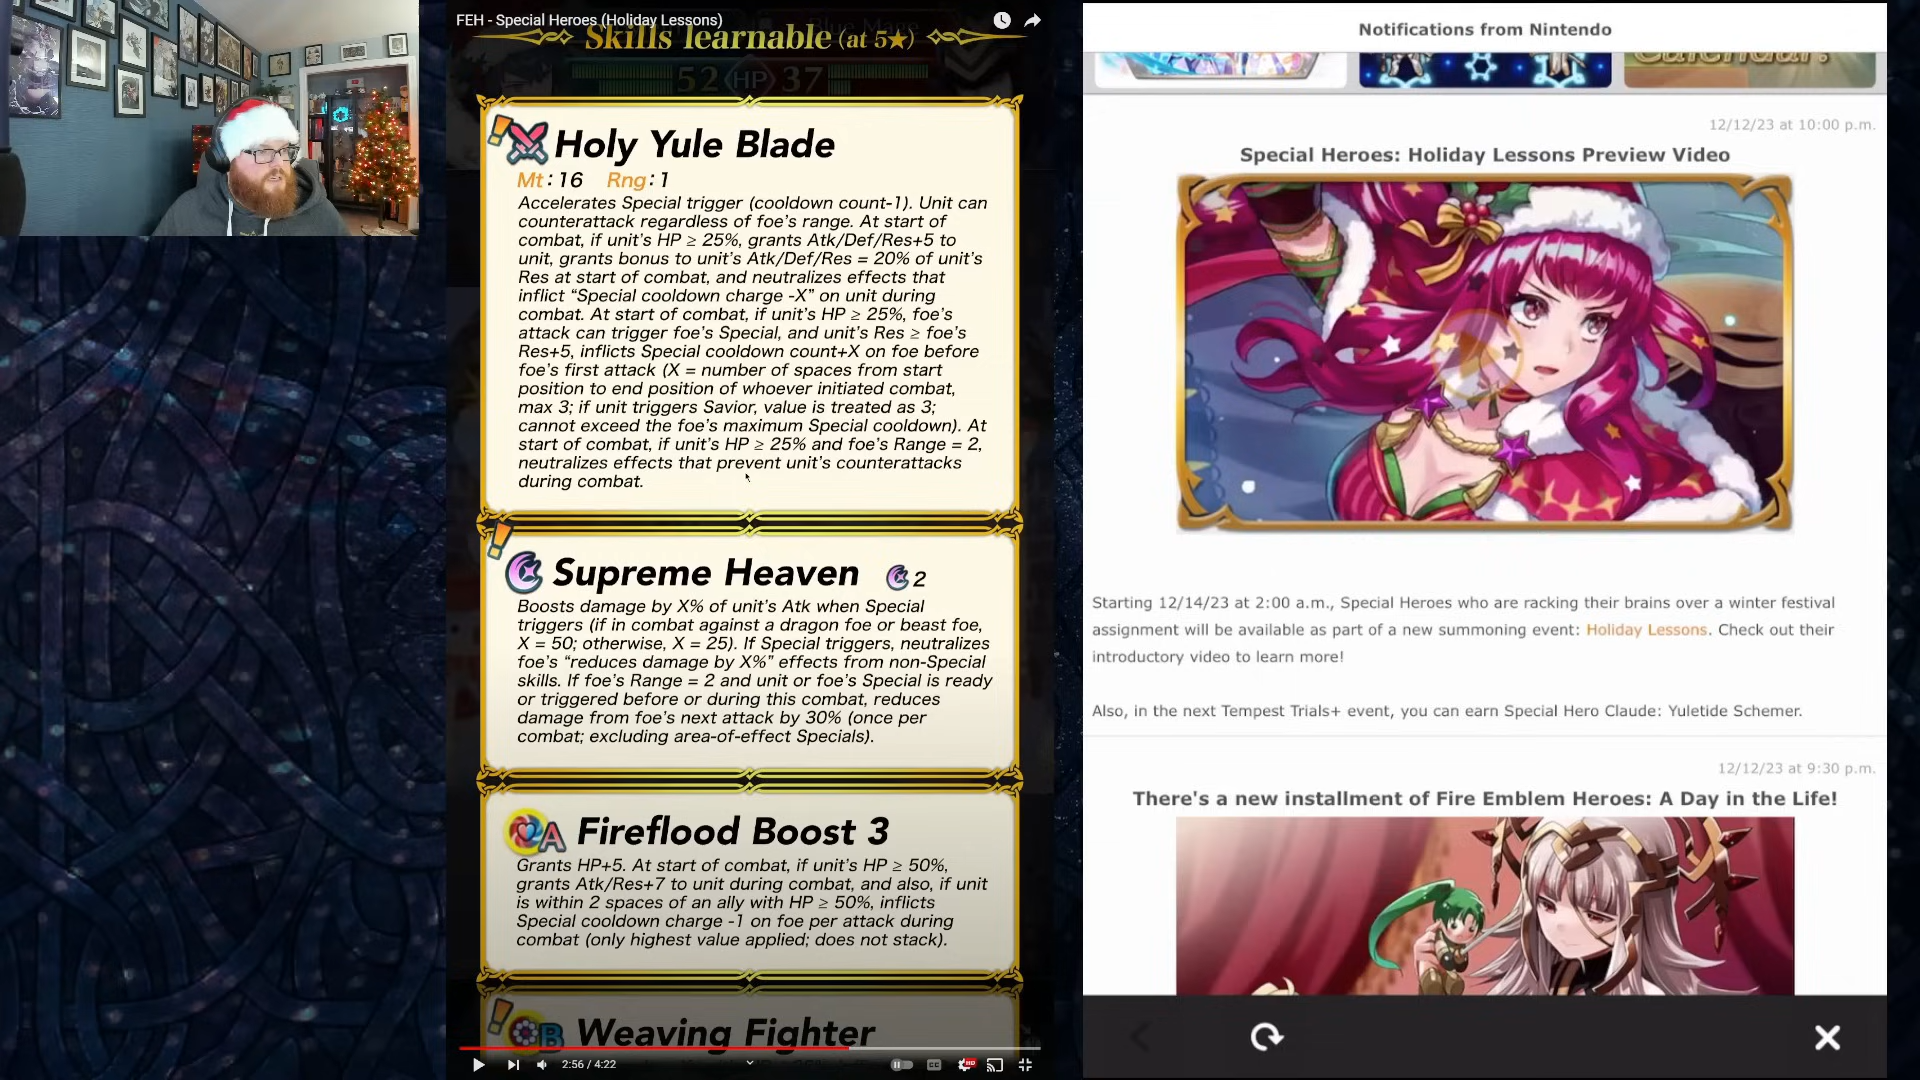 FEH - Special Heroes (Holiday Lessons)
Skills learnable (at 5★)
52 HP 37
Holy Yule Blade
Mt: 16 Rng: 1
Accelerates Special trigger (cooldown count-1). Unit can
counterattack regardless of foe's range. At start of
combat, if unit's HP ≥ 25%, grants Atk/Def/Res+5 to
unit, grants bonus to unit's Atk/Def/Res = 20% of unit's
Res at start of combat, and neutralizes effects that
inflict “Special cooldown charge -X” on unit during
combat. At start of combat, if unit's HP ≥ 25%, foe's
attack can trigger foe's Special, and unit's Res ≥ foe's
Res+5, inflicts Special cooldown count+X on foe before
foe's first attack (X = number of spaces from start
position to end position of whoever initiated combat,
max 3; if unit triggers Savior, value is treated as 3;
cannot exceed the foe's maximum Special cooldown). At
start of combat, if unit's HP ≥ 25% and foe's Range = 2,
neutralizes effects that prevent unit's counterattacks
during combat.
Supreme Heaven 2
Boosts damage by X% of unit's Atk when Special
triggers (if in combat against a dragon foe or beast foe,
X = 50; otherwise, X = 25). If Special triggers, neutralizes
foe's “reduces damage by X%” effects from non-Special
skills. If foe's Range = 2 and unit or foe's Special is ready
or triggered before or during this combat, reduces
damage from foe's next attack by 30% (once per
combat; excluding area-of-effect Specials).
A Fireflood Boost 3
Grants HP+5. At start of combat, if unit's HP ≥ 50%,
grants Atk/Res+7 to unit during combat, and also, if unit
is within 2 spaces of an ally with HP ≥ 50%, inflicts
Special cooldown charge -1 on foe per attack during
combat (only highest value applied; does not stack).
B Weaving Fighter
2:56 / 4:22
Notifications from Nintendo
Calendar!
12/12/23 at 10:00 p.m.
Special Heroes: Holiday Lessons Preview Video
Starting 12/14/23 at 2:00 a.m., Special Heroes who are racking their brains over a winter festival
assignment will be available as part of a new summoning event: Holiday Lessons. Check out their
introductory video to learn more!
Also, in the next Tempest Trials+ event, you can earn Special Hero Claude: Yuletide Schemer.
12/12/23 at 9:30 p.m.
There's a new installment of Fire Emblem Heroes: A Day in the Life!